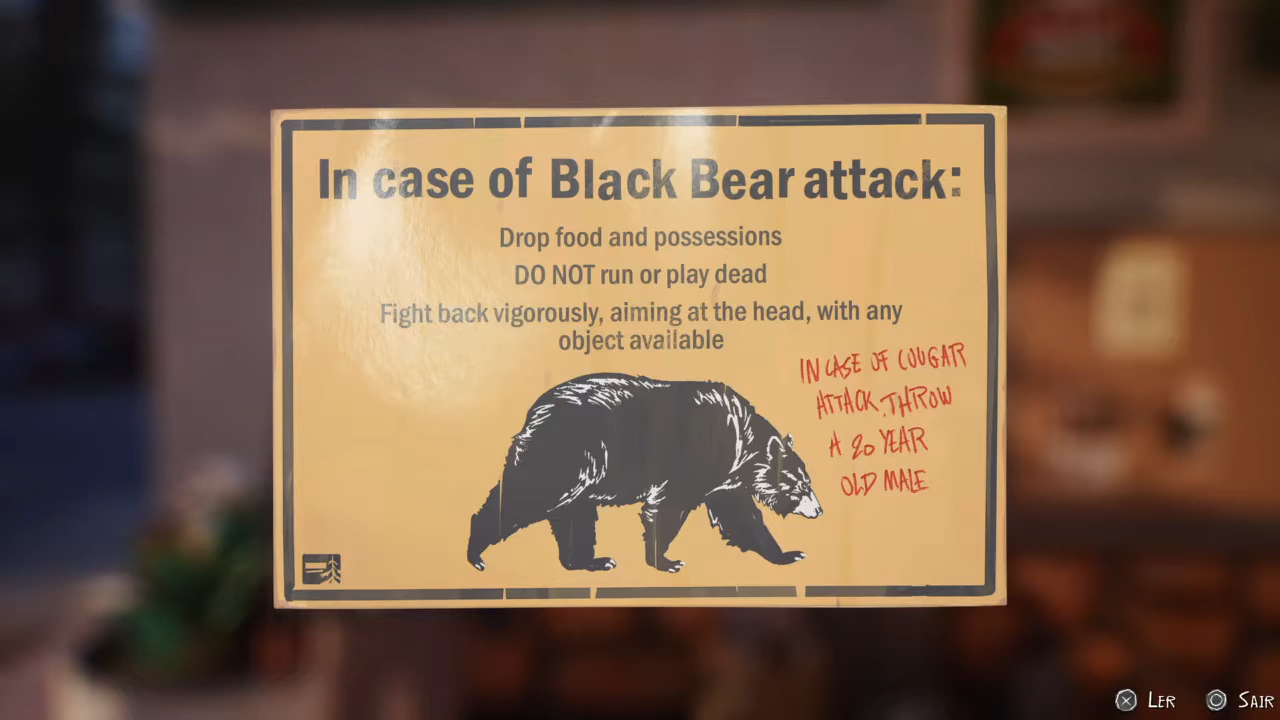 In case of Black Bear attack:
Drop food and possessions
DO NOT run or play dead
Fight back vigorously, aiming at the head, with any
object available
IN CASE OF COUGAR
ATTACK, THROW
A 20 YEAR
OLD MALE
LER
SAIR